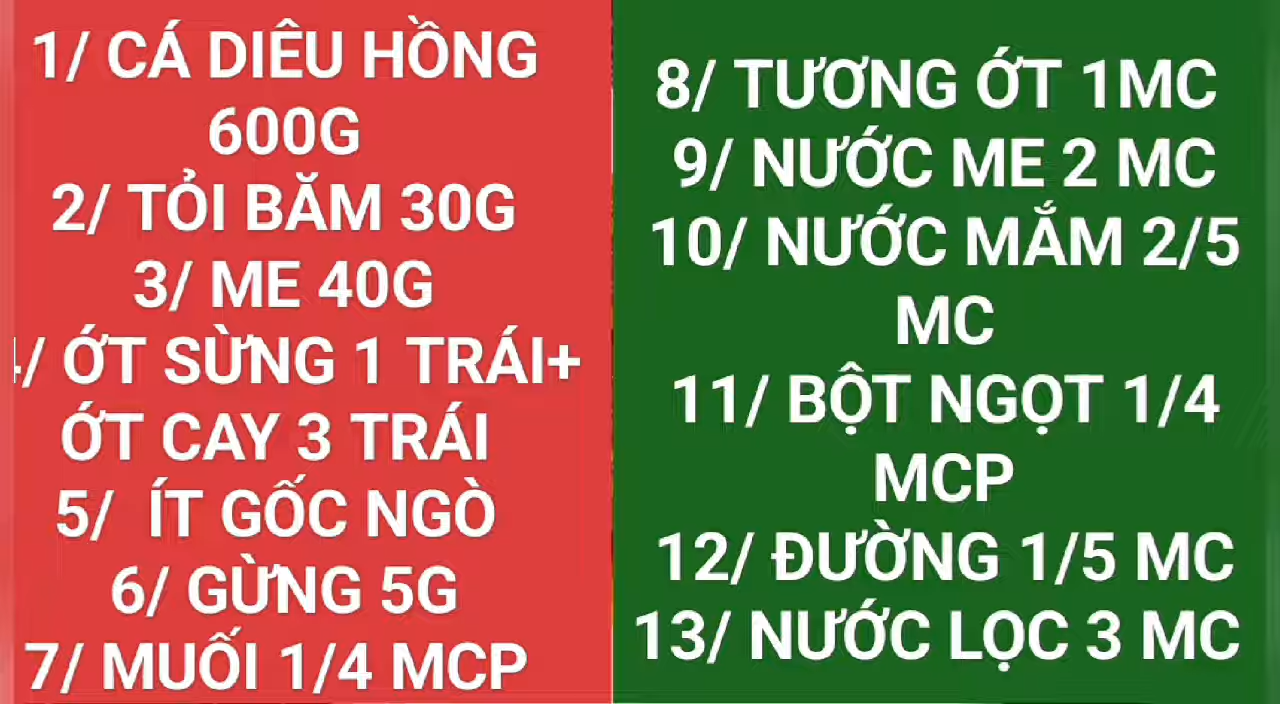 1/ CÁ DIÊU HỒNG
600G
2/ TỎI BĂM 30G
3/ ME 40G
4/ ỚT SỪNG 1 TRÁI+
ỚT CAY 3 TRÁI
5/ ÍT GỐC NGÒ
6/ GỪNG 5G
7/ MUỐI 1/4 MCP
8/ TƯƠNG ỚT 1MC
9/ NƯỚC ME 2 MC
10/ NƯỚC MẮM 2/5
MC
11/ BỘT NGỌT 1/4
MCP
12/ ĐƯỜNG 1/5 MC
13/ NƯỚC LỌC 3 MC